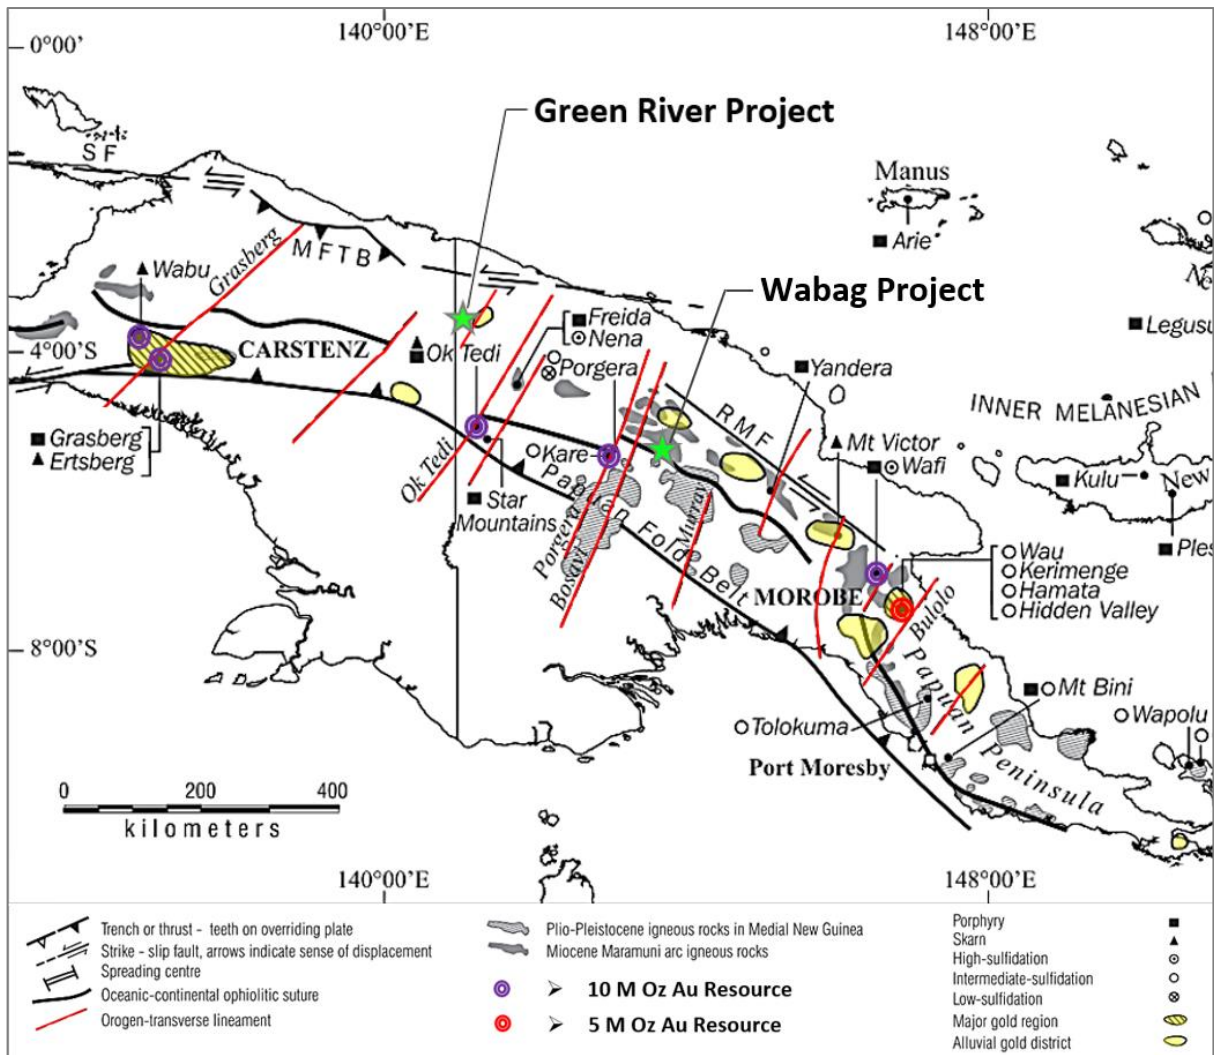 140°00'E
148°00'E
0°00'
Green River Project
SF
Manus
Arie
MFTB
Grasberg
Wabu
Wabag Project
Freida
Nena
Legusu
4°00'S
CARSTENZ
Ok Tedi
Porgera
Yandera
INNER MELANESIAN
RMF
Mt Victor
Wafi
Grasberg
Ertsberg
Kare
Ok Tedi
Kulu
New
Star
Mountains
Papuan Fold Belt
Porgera
Murray
Bosavi
Ples
Wau
Kerimenge
Hamata
Hidden Valley
MOROBE
Bulolo
8°00'S
Papuan Peninsula
Mt Bini
Tolokuma
Wapolu
Port Moresby
0 200 400
kilometers
140°00'E
148°00'E
Trench or thrust - teeth on overriding plate
Strike - slip fault, arrows indicate sense of displacement
Spreading centre
Oceanic-continental ophiolitic suture
Orogen-transverse lineament
Plio-Pleistocene igneous rocks in Medial New Guinea
Miocene Maramuni arc igneous rocks
➢ 10 M Oz Au Resource
➢ 5 M Oz Au Resource
Porphyry
Skarn
High-sulfidation
Intermediate-sulfidation
Low-sulfidation
Major gold region
Alluvial gold district